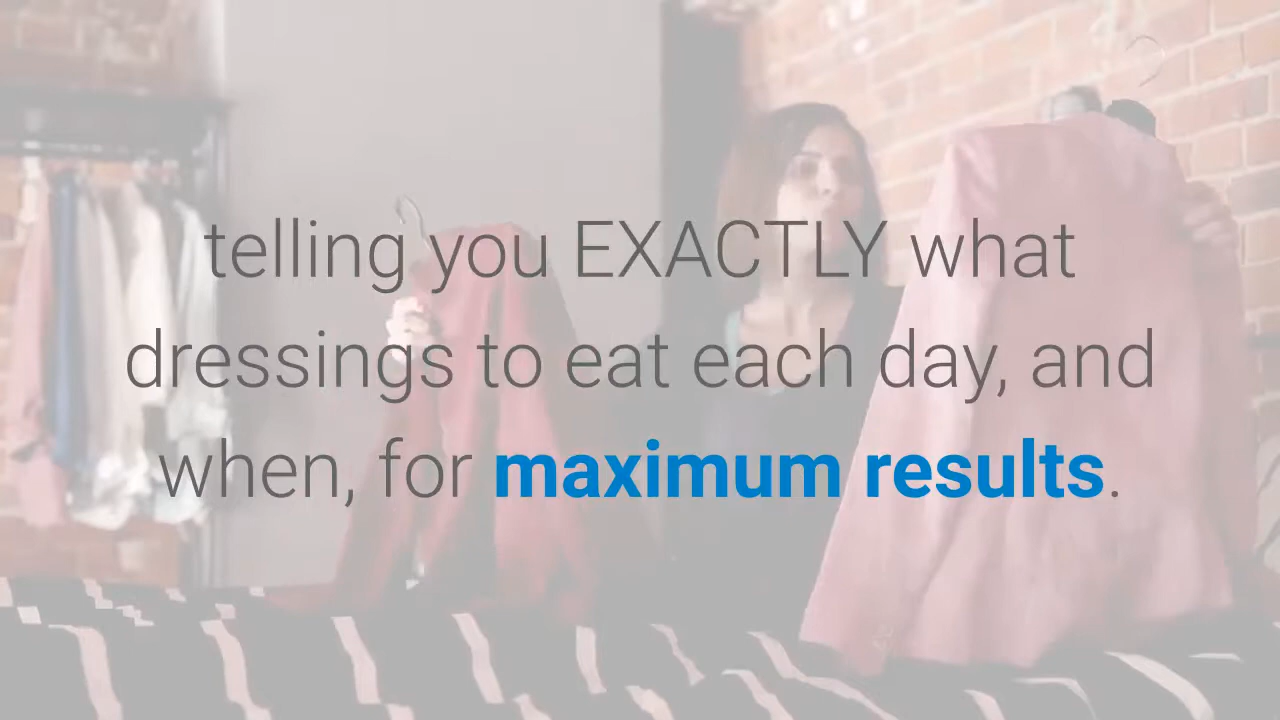 telling you EXACTLY what
dressings to eat each day, and
when, for maximum results.